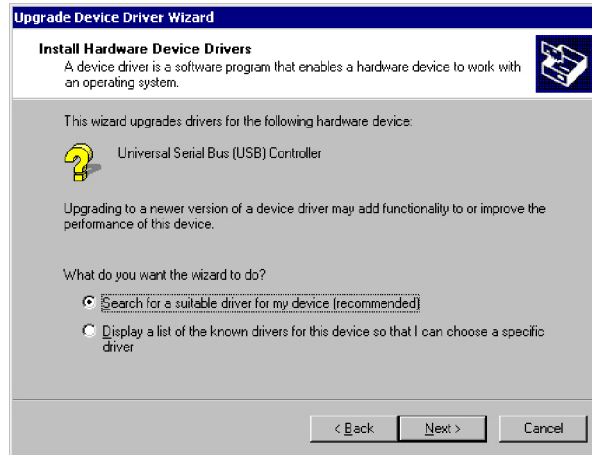 Upgrade Device Driver Wizard
Install Hardware Device Drivers
A device driver is a software program that enables a hardware device to work with
an operating system.
This wizard upgrades drivers for the following hardware device:
Universal Serial Bus (USB) Controller
Upgrading to a newer version of a device driver may add functionality to or improve the
performance of this device.
What do you want the wizard to do?
Search for a suitable driver for my device (recommended)
Display a list of the known drivers for this device so that I can choose a specific
driver
< Back Next > Cancel